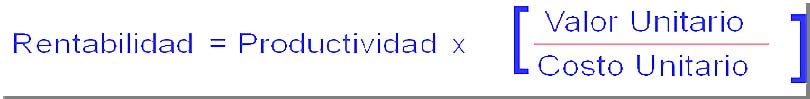 Rentabilidad = Productividad x [ Valor Unitario
Costo Unitario ]